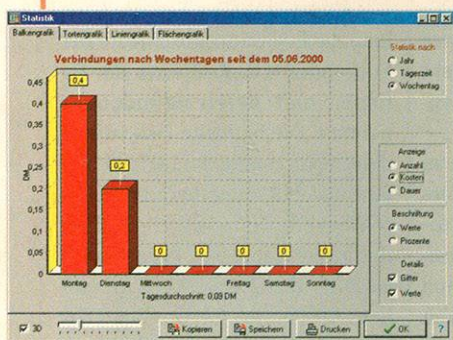 Statistik
Balkengrafik Tortengrafik Liniengrafik Flächengrafik
Verbindungen nach Wochentagen seit dem 05.06.2000
DM
0,45
0,4
0,35
0,3
0,25
0,2
0,15
0,1
0,05
0
0,4
0,2
0 0 0 0 0
Montag Dienstag Mittwoch Freitag Samstag Sonntag
Tagesdurchschnitt: 0,03 DM
Statistik nach
Jahr
Tageszeit
Wochentag
Anzeige
Anzahl
Kosten
Dauer
Beschriftung
Werte
Prozente
Details
Gitter
Werte
3D Kopieren Speichern Drucken OK ?